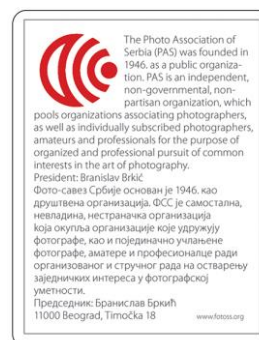 The Photo Association of
Serbia (PAS) was founded in
1946. as a public organiza-
tion. PAS is an independent,
non-governmental, non-
partisan organization, which
pools organizations associating photographers,
as well as individually subscribed photographers,
amateurs and professionals for the purpose of
organized and professional pursuit of common
interests in the art of photography.
President: Branislav Brkić
Фото-савез Србије основан је 1946. као
друштвена организација. ФСС је самостална,
невладина, нестраначка организација
која окупља организације које удружују
фотографе, као и појединачно учлањене
фотографе, аматере и професионалце ради
организованог и стручног рада на остварењу
заједничких интереса у фотографској
уметности.
Председник: Бранислав Бркић
11000 Beograd, Timočka 18
www.fotoss.org